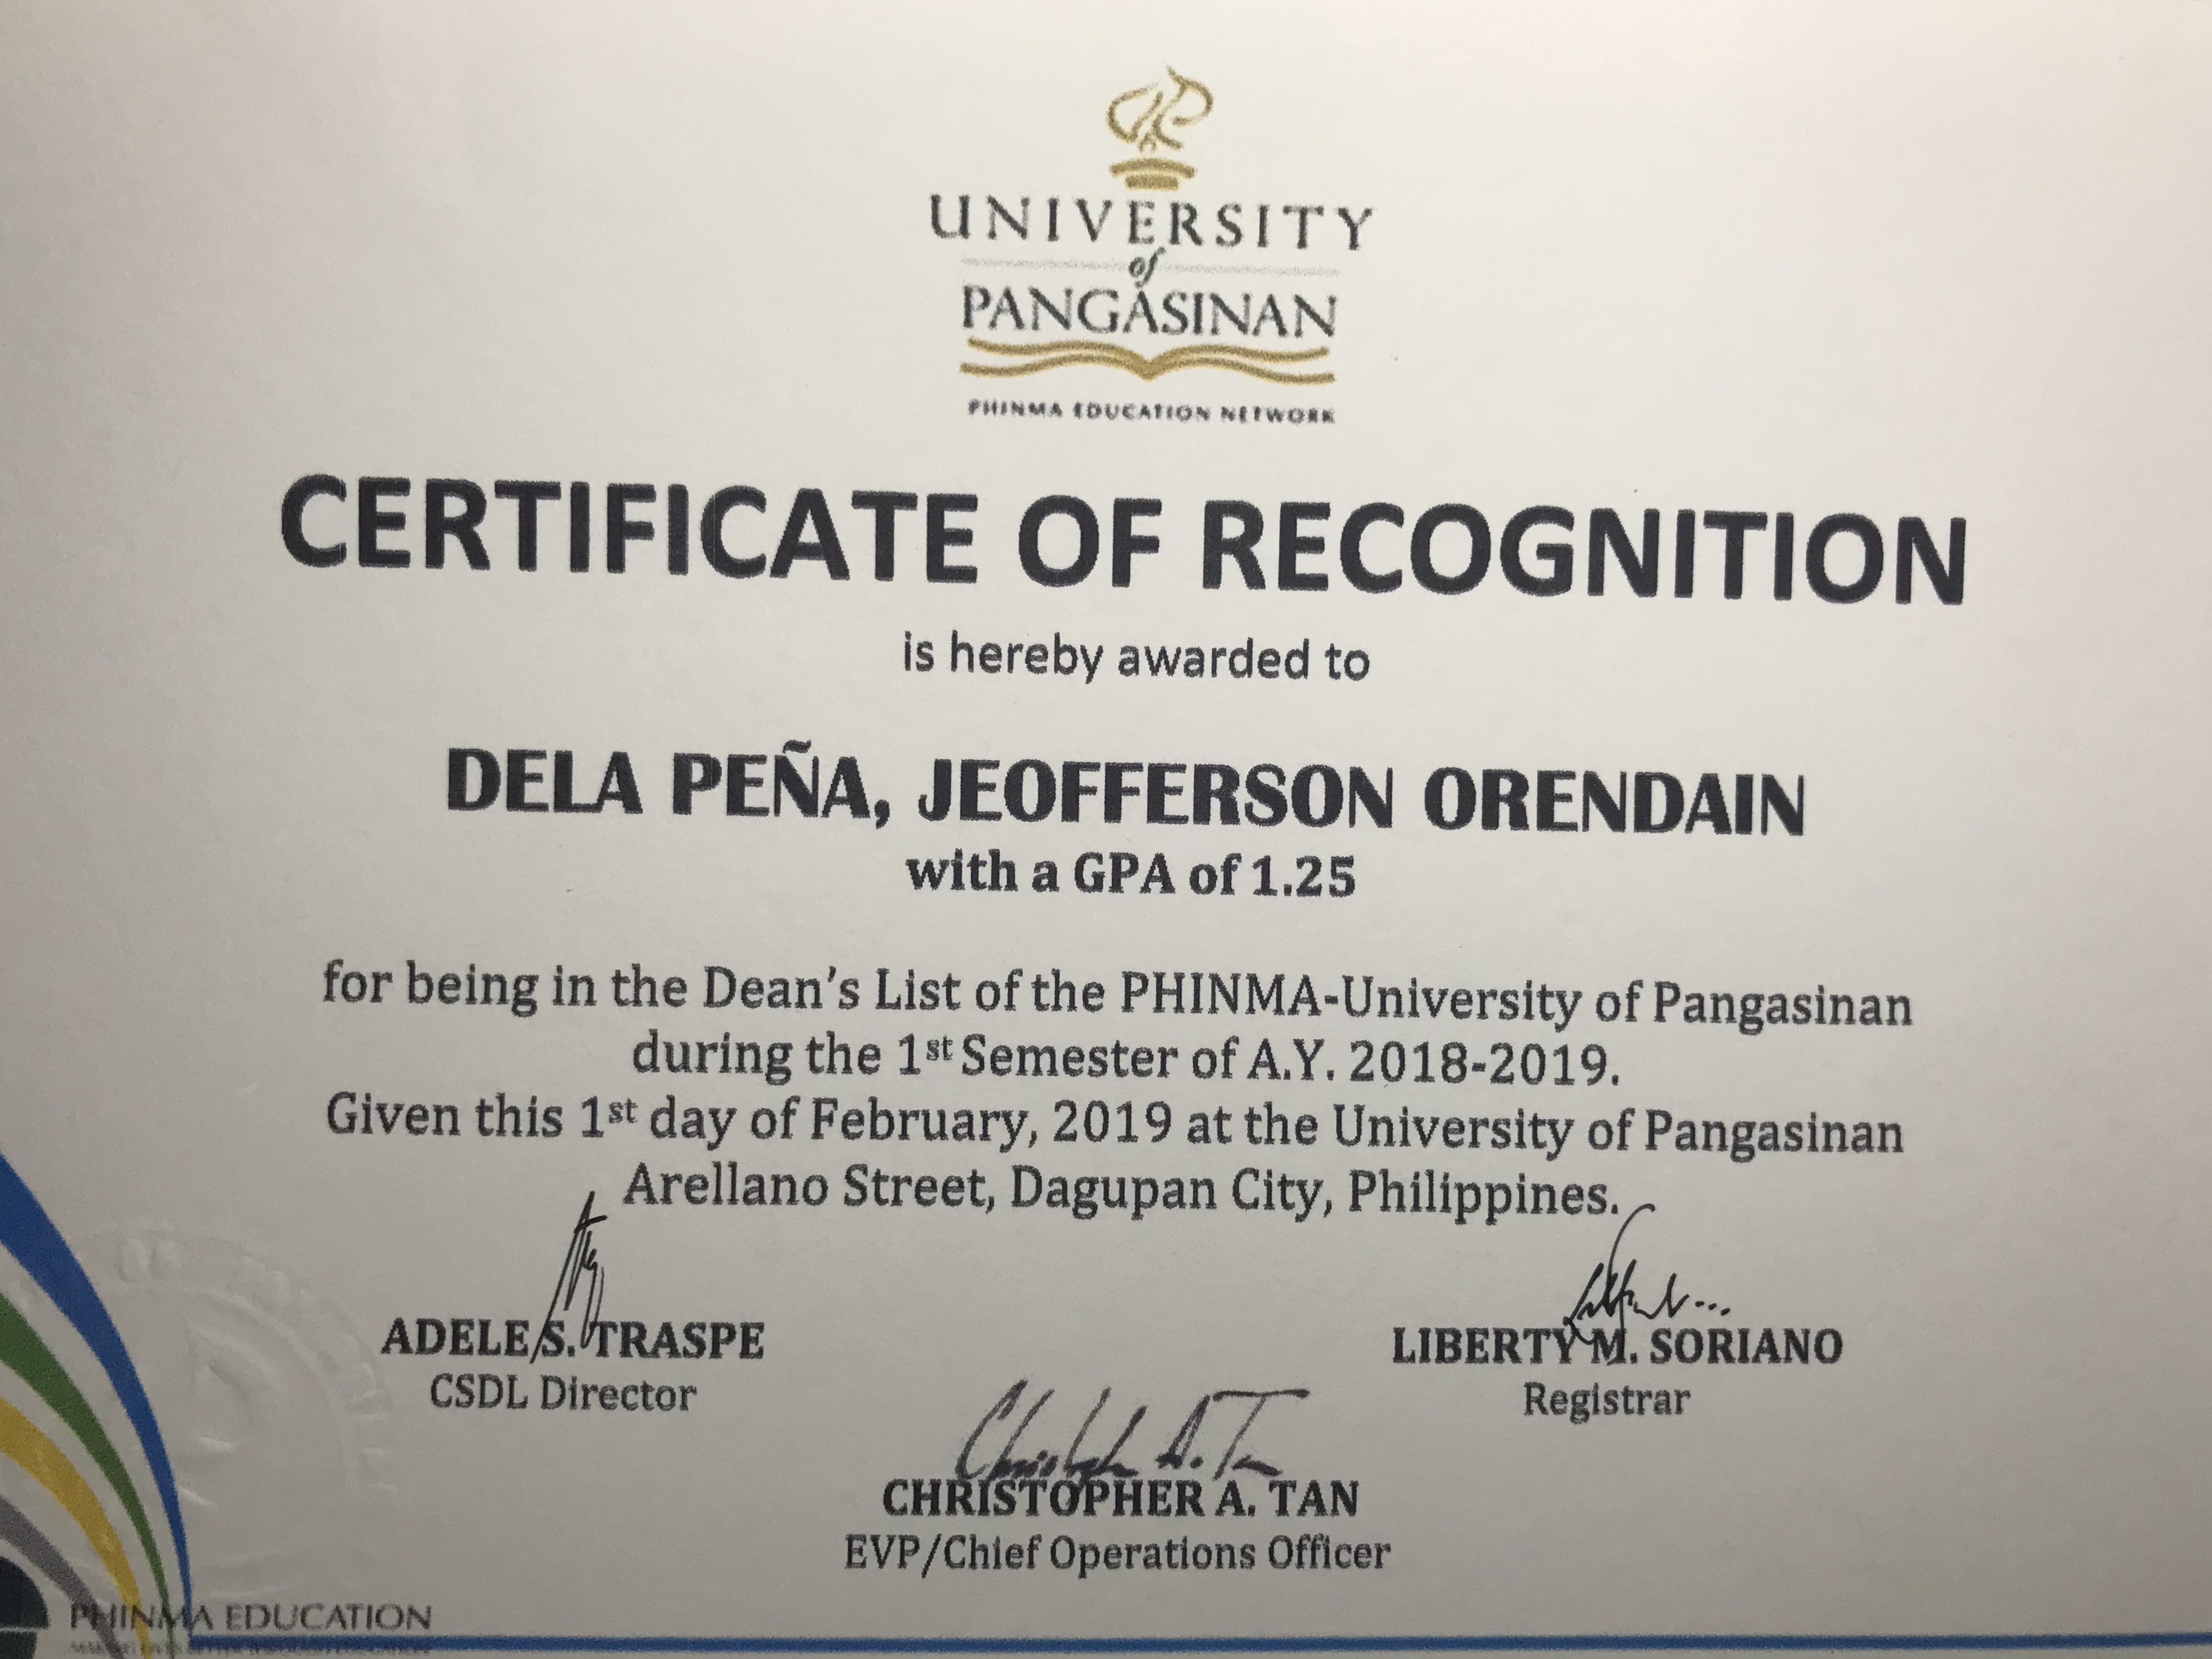 UNIVERSITY
of
PANGASINAN
PHINMA EDUCATION NETWORK
CERTIFICATE OF RECOGNITION
is hereby awarded to
DELA PEÑA, JEOFFERSON ORENDAIN
with a GPA of 1.25
for being in the Dean's List of the PHINMA-University of Pangasinan
during the 1st Semester of A.Y. 2018-2019.
Given this 1st day of February, 2019 at the University of Pangasinan
Arellano Street, Dagupan City, Philippines.
ADELE S. TRASPE
CSDL Director
LIBERTY M. SORIANO
Registrar
Christopher A. Tan
CHRISTOPHER A. TAN
EVP/Chief Operations Officer
PHINMA EDUCATION